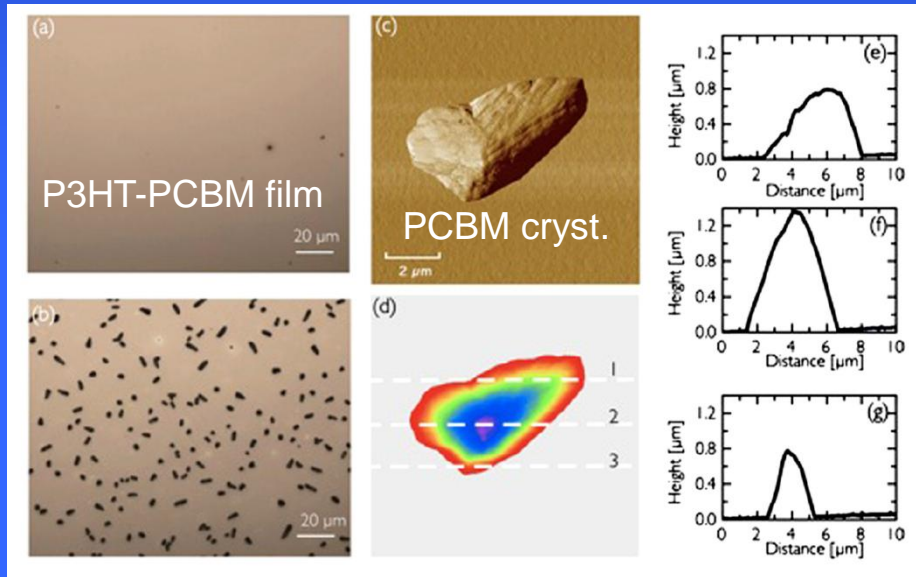 (a)
P3HT-PCBM film
20 µm
(b)
20 µm
(c)
PCBM cryst.
2 µm
(d)
1
2
3
(e)
Height [µm]
1.2
0.8
0.4
0.0
0 2 4 6 8 10
Distance [µm]
(f)
Height [µm]
1.2
0.8
0.4
0.0
0 2 4 6 8 10
Distance [µm]
(g)
Height [µm]
1.2
0.8
0.4
0.0
0 2 4 6 8 10
Distance [µm]